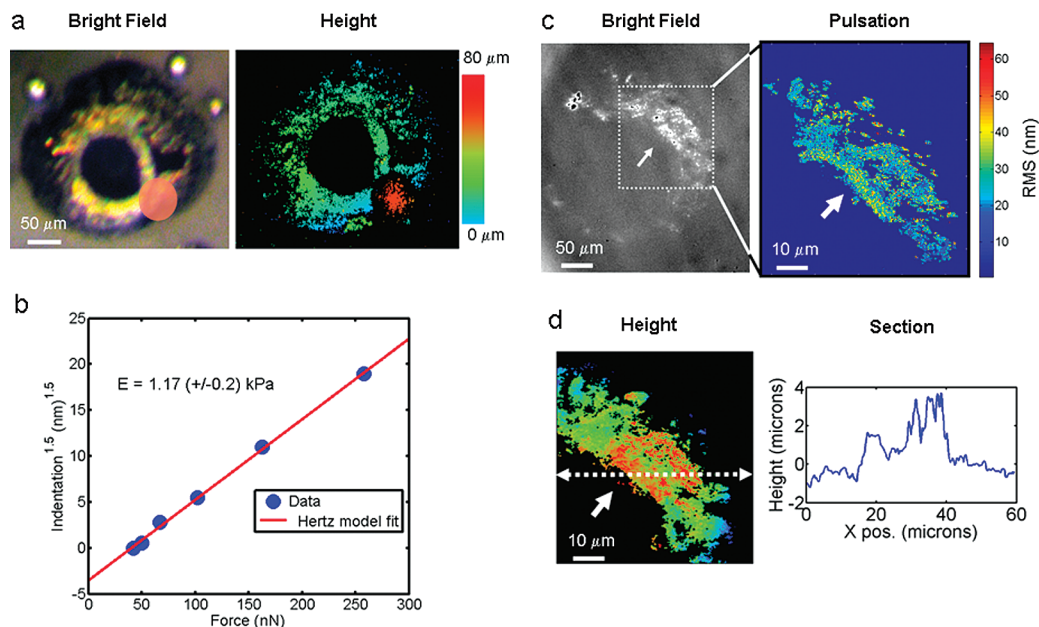 a
Bright Field
Height
80 μm
0 μm
50 μm
b
25
20
15
10
5
0
-5
0 50 100 150 200 250 300
Indentation^1.5 (nm)^1.5
Force (nN)
E = 1.17 (+/-0.2) kPa
Data
Hertz model fit
c
Bright Field
Pulsation
50 μm
10 μm
60
50
40
30
20
10
RMS (nm)
d
Height
Section
10 μm
4
2
0
-2
Height (microns)
0 20 40 60
X pos. (microns)